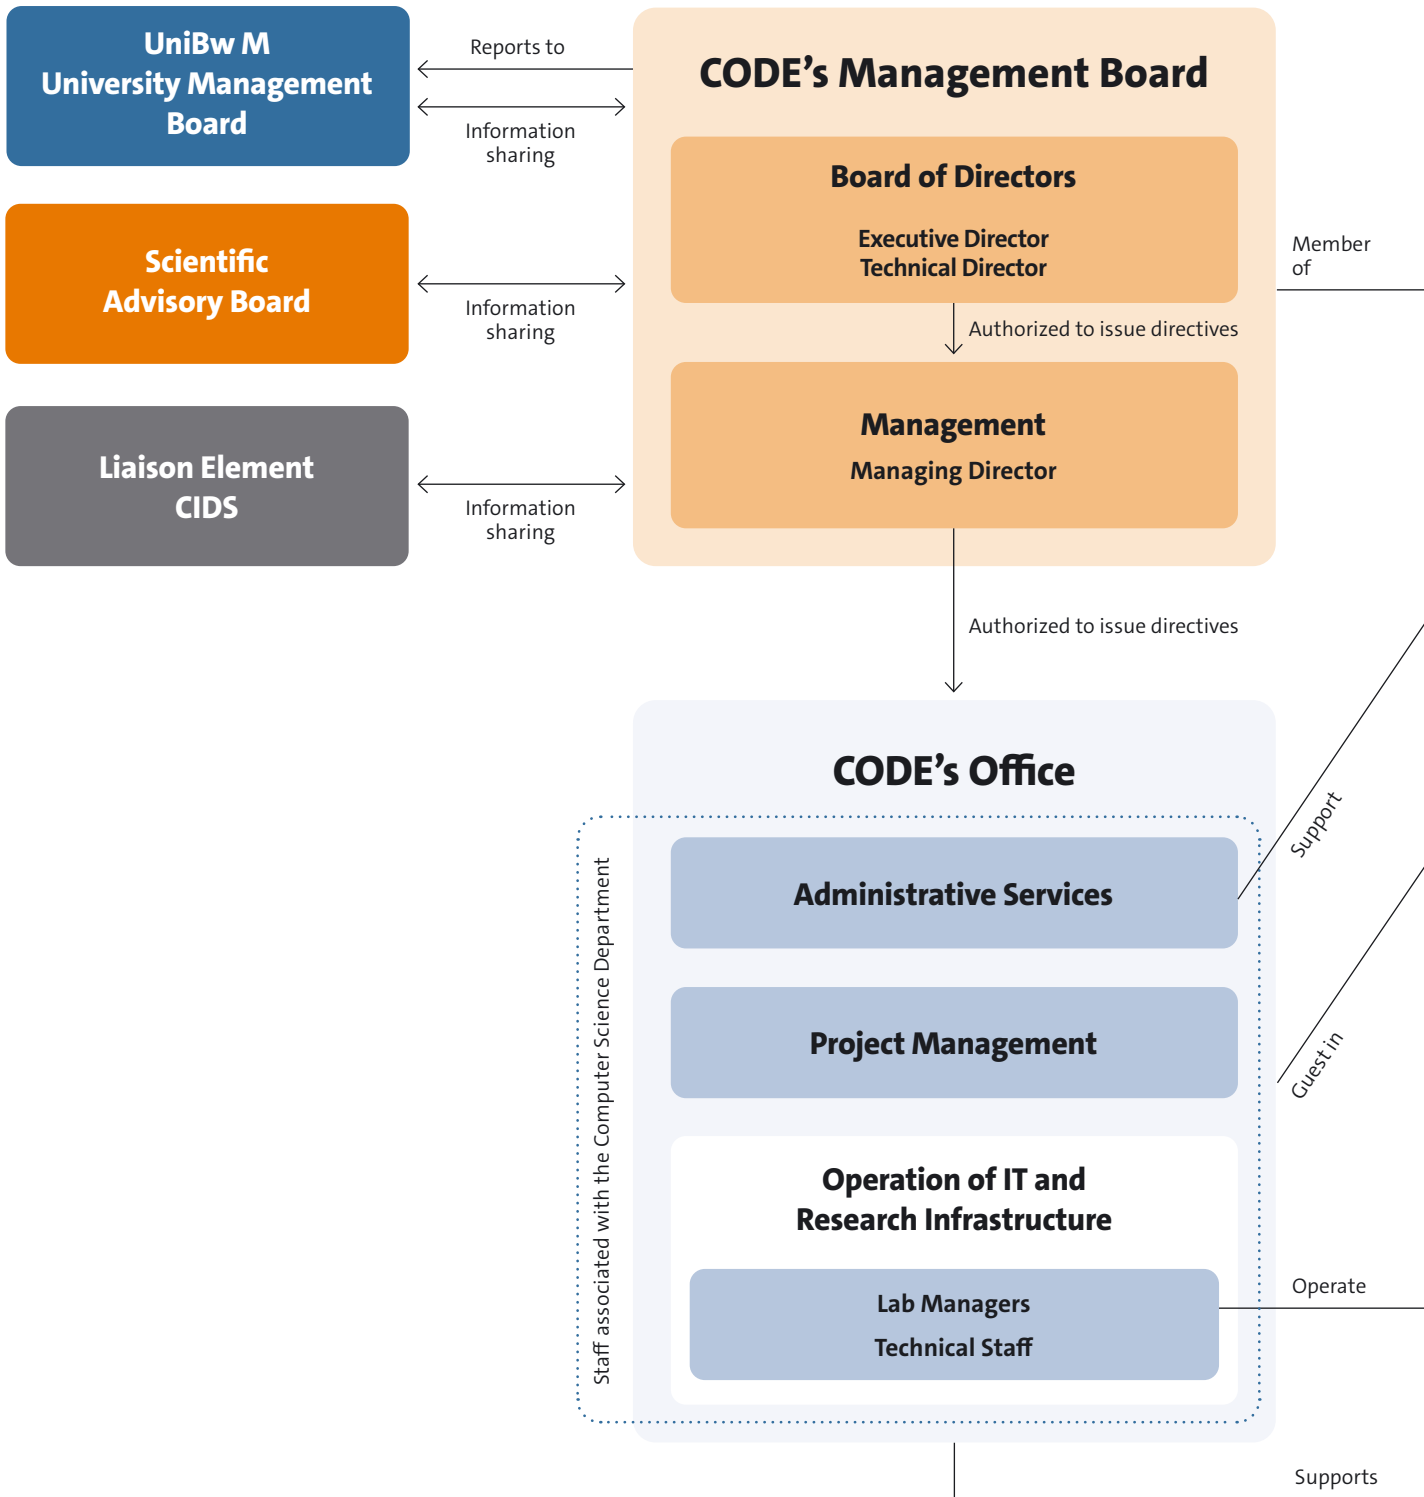 UniBw M
University Management
Board
Reports to
Information
sharing
CODE’s Management Board
Board of Directors
Executive Director
Technical Director
Member
of
Scientific
Advisory Board
Information
sharing
Authorized to issue directives
Management
Managing Director
Liaison Element
CIDS
Information
sharing
Authorized to issue directives
CODE’s Office
Staff associated with the Computer Science Department
Administrative Services
Support
Project Management
Guest in
Operation of IT and
Research Infrastructure
Lab Managers
Technical Staff
Operate
Supports